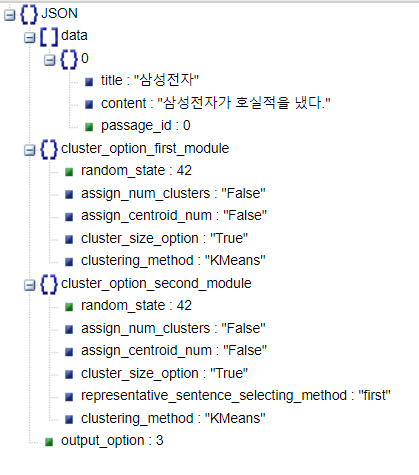 JSON
data
0
title : "삼성전자"
content : "삼성전자가 호실적을 냈다."
passage_id : 0
cluster_option_first_module
random_state : 42
assign_num_clusters : "False"
assign_centroid_num : "False"
cluster_size_option : "True"
clustering_method : "KMeans"
cluster_option_second_module
random_state : 42
assign_num_clusters : "False"
assign_centroid_num : "False"
cluster_size_option : "True"
representative_sentence_selecting_method : "first"
clustering_method : "KMeans"
output_option : 3